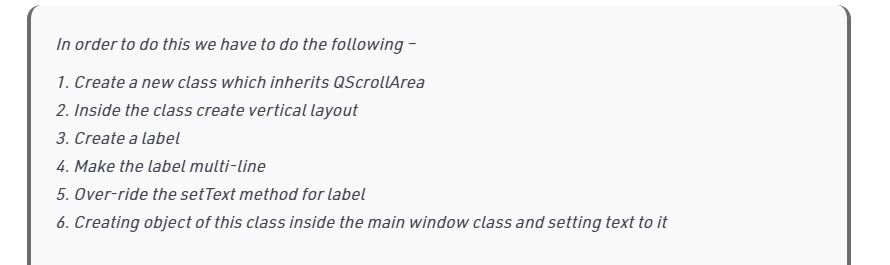 In order to do this we have to do the following –
1. Create a new class which inherits QScrollArea
2. Inside the class create vertical layout
3. Create a label
4. Make the label multi-line
5. Over-ride the setText method for label
6. Creating object of this class inside the main window class and setting text to it